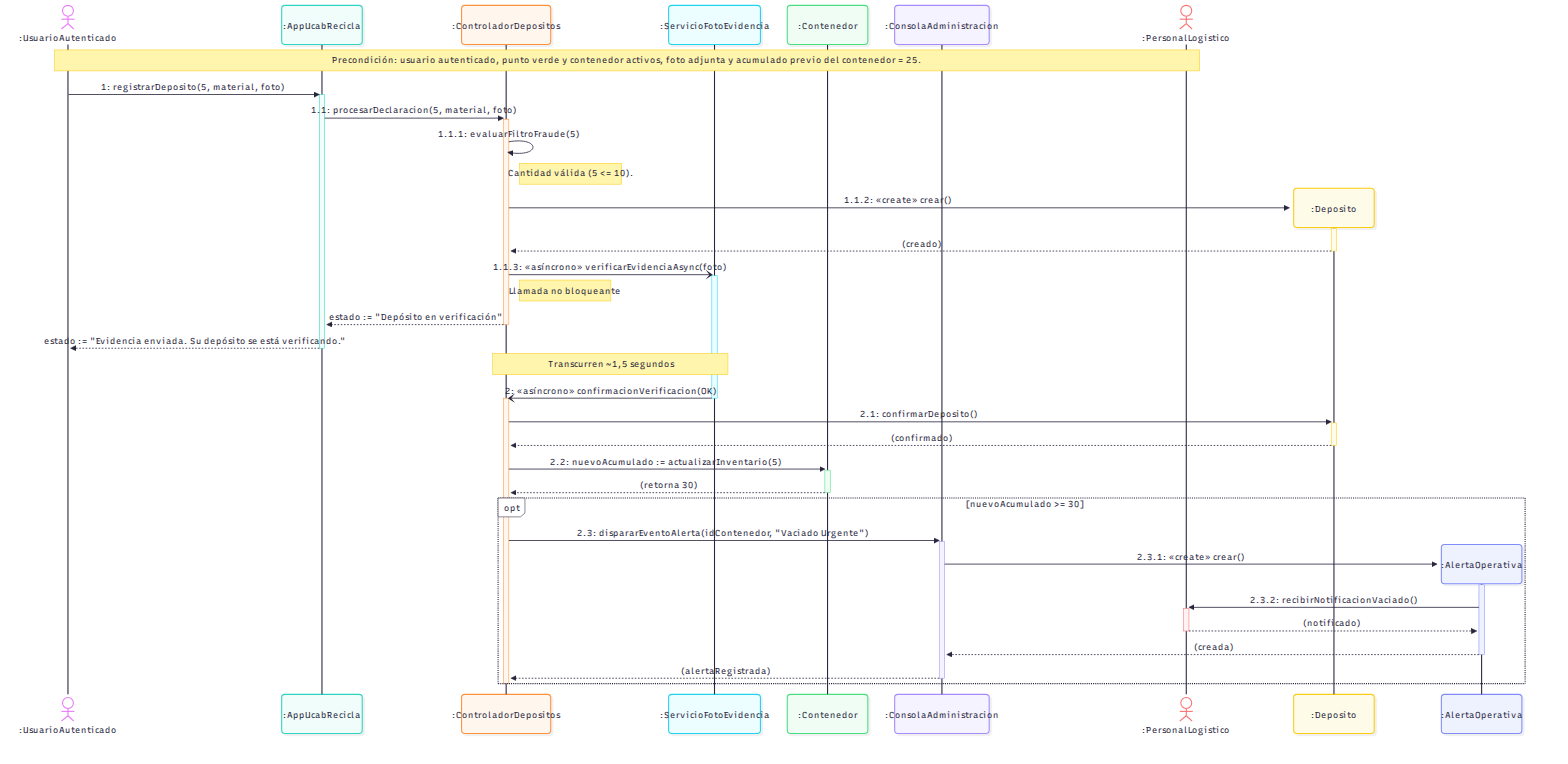 :UsuarioAutenticado
:AppUcabRecicla
:ControladorDepositos
:ServicioFotoEvidencia
:Contenedor
:ConsolaAdministracion
:PersonalLogistico
Precondición: usuario autenticado, punto verde y contenedor activos, foto adjunta y acumulado previo del contenedor = 25.
1: registrarDeposito(5, material, foto)
1.1: procesarDeclaracion(5, material, foto)
1.1.1: evaluarFiltroFraude(5)
Cantidad válida (5 <= 10).
1.1.2: «create» crear()
:Deposito
(creado)
1.1.3: «asíncrono» verificarEvidenciaAsync(foto)
Llamada no bloqueante
estado := "Depósito en verificación"
estado := "Evidencia enviada. Su depósito se está verificando."
Transcurren ~1,5 segundos
2: «asíncrono» confirmacionVerificacion(OK)
2.1: confirmarDeposito()
(confirmado)
2.2: nuevoAcumulado := actualizarInventario(5)
(retorna 30)
opt
[nuevoAcumulado >= 30]
2.3: dispararEventoAlerta(idContenedor, "Vaciado Urgente")
2.3.1: «create» crear()
:AlertaOperativa
2.3.2: recibirNotificacionVaciado()
(notificado)
(creada)
(alertaRegistrada)
:UsuarioAutenticado
:AppUcabRecicla
:ControladorDepositos
:ServicioFotoEvidencia
:Contenedor
:ConsolaAdministracion
:PersonalLogistico
:Deposito
:AlertaOperativa